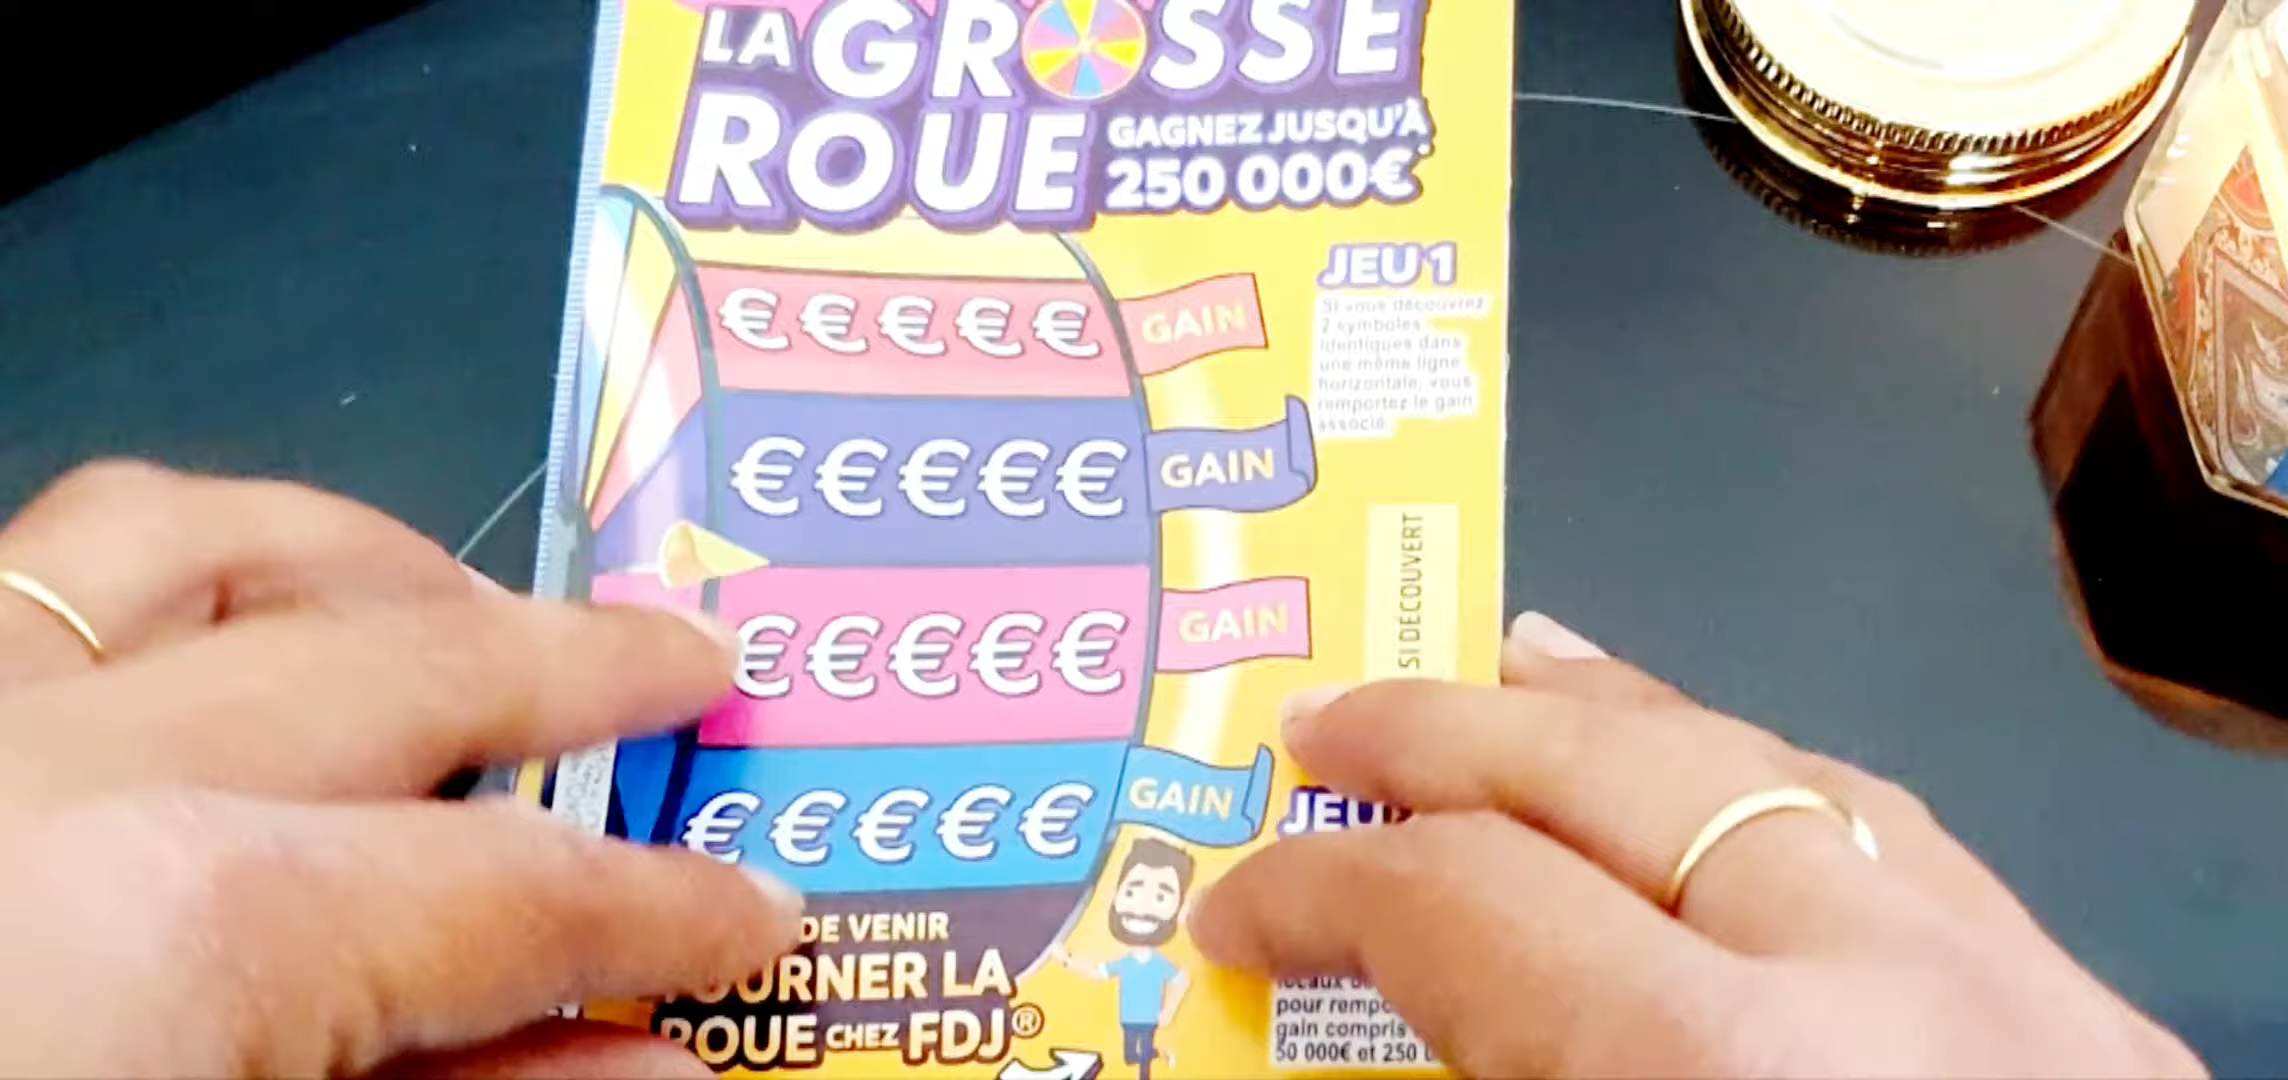 LA GROSSE
ROUE GAGNEZ JUSQU'À
250 000€*
JEU 1
Si vous découvrez
2 symboles
identiques dans
une même ligne
horizontale, vous
remportez le gain
associé.
€ € € € € GAIN
€ € € € € GAIN
€ € € € € GAIN
€ € € € € GAIN
SI DÉCOUVERT
JEU
DE VENIR
TOURNER LA
ROUE CHEZ FDJ®
locaux
pour
gain compris
50 000€ et 250